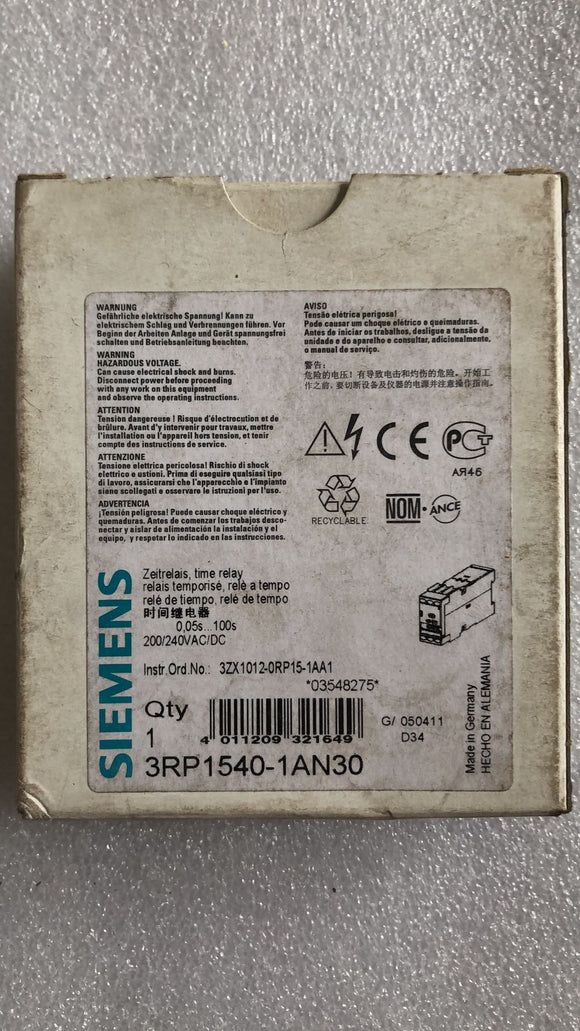 WARNUNG
Gefährliche elektrische Spannung! Kann zu
elektrischem Schlag und Verbrennungen führen. Vor
Beginn der Arbeiten Anlage und Gerät spannungsfrei
schalten und Betriebsanleitung beachten.
WARNING
HAZARDOUS VOLTAGE.
Can cause electrical shock and burns.
Disconnect power before proceeding
with any work on this equipment
and observe the operating instructions.
ATTENTION
Tension dangereuse ! Risque d'électrocution et de
brûlure. Avant d'y intervenir pour travaux, mettre
l'installation ou l'appareil hors tension, et tenir
compte des instructions de service.
ATTENZIONE
Tensione elettrica pericolosa! Rischio di shock
elettrico e ustioni. Prima di eseguire qualsiasi tipo
di lavoro, assicurarsi che l'apparecchio e l'impianto
siano scollegati e osservare le istruzioni per l'uso.
ADVERTENCIA
¡Tensión peligrosa! Puede causar choque eléctrico y
quemaduras. Antes de comenzar los trabajos desco-
nectar y aislar de alimentación la instalación y el
equipo, y respetar lo indicado en las instrucciones.
AVISO
Tensão elétrica perigosa!
Pode causar um choque elétrico e queimaduras.
Antes de iniciar os trabalhos, desligue a tensão da
unidade e do aparelho e consultar, adicionalmente,
o manual de serviço.
警告:
危险的电压! 有导致电击和灼伤的危险。开始工
作之前,要切断设备及仪器的电源并注意操作指南。
CE
РСТ
АЯ46
RECYCLABLE
NOM - ANCE
SIEMENS
Zeitrelais, time relay
relais temporisé, relè a tempo
relé de tiempo, relé de tempo
时间继电器
0,05s...100s
200/240VAC/DC
Instr.Ord.No.: 3ZX1012-0RP15-1AA1
*03548275*
Qty
1
4 011209 321649
G/ 050411
D34
3RP1540-1AN30
Made in Germany
HECHO EN ALEMANIA